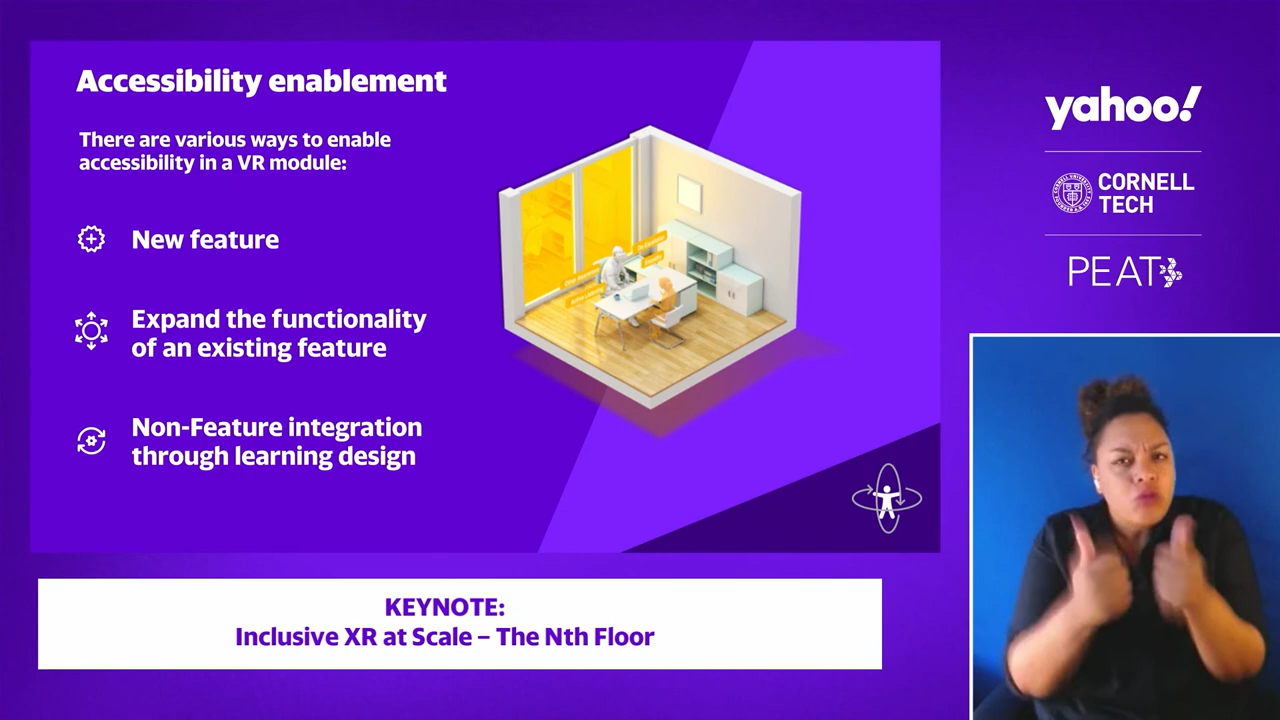 Accessibility enablement
There are various ways to enable
accessibility in a VR module:
New feature
Expand the functionality
of an existing feature
Non-Feature integration
through learning design
yahoo!
CORNELL
TECH
PEAT
KEYNOTE:
Inclusive XR at Scale – The Nth Floor